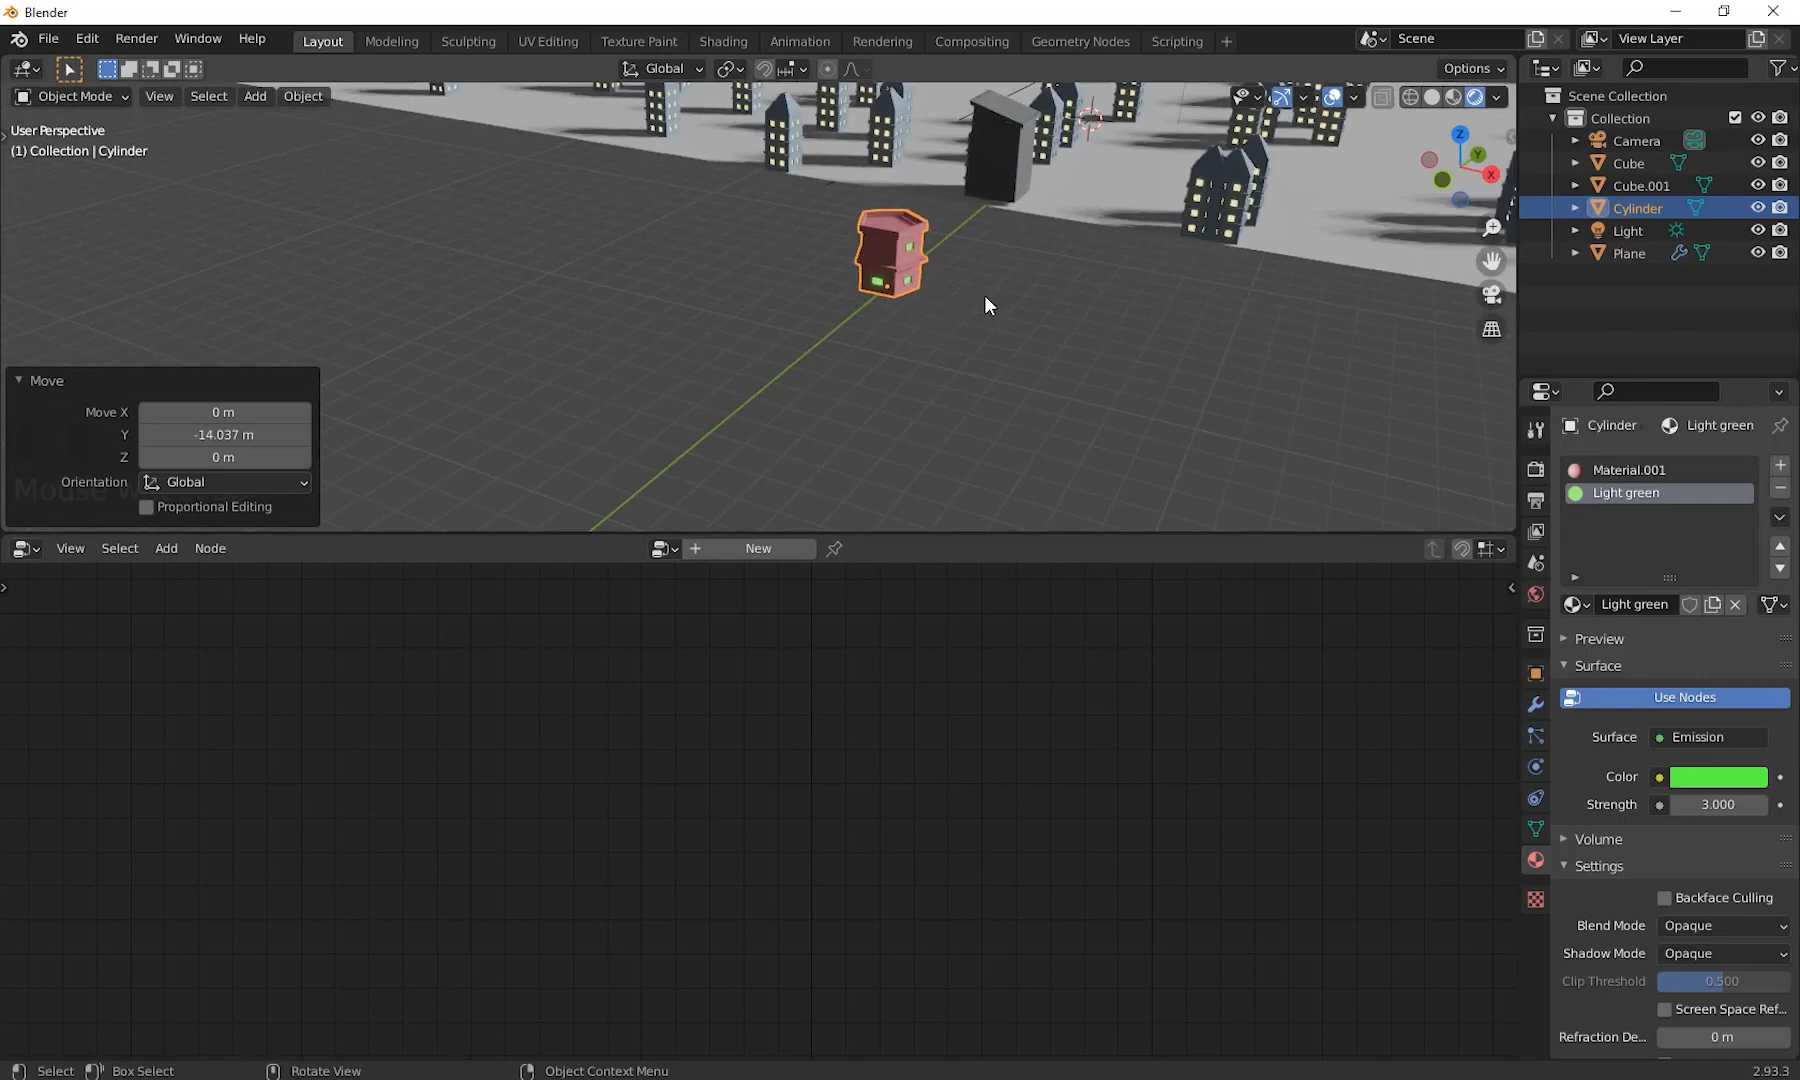 Blender
File Edit Render Window Help Layout Modeling Sculpting UV Editing Texture Paint Shading Animation Rendering Compositing Geometry Nodes Scripting + Scene View Layer
Global Options
Object Mode View Select Add Object
User Perspective
(1) Collection | Cylinder
Z
Y
X
Move
Move X 0 m
Y -14.037 m
Z 0 m
Orientation Global
Proportional Editing
View Select Add Node New
Scene Collection
Collection
Camera
Cube
Cube.001
Cylinder
Light
Plane
Cylinder Light green
Material.001
Light green
Light green
Preview
Surface
Use Nodes
Surface Emission
Color
Strength 3.000
Volume
Settings
Backface Culling
Blend Mode Opaque
Shadow Mode Opaque
Clip Threshold 0.500
Screen Space Ref...
Refraction De... 0 m
Select Box Select Rotate View Object Context Menu 2.93.3